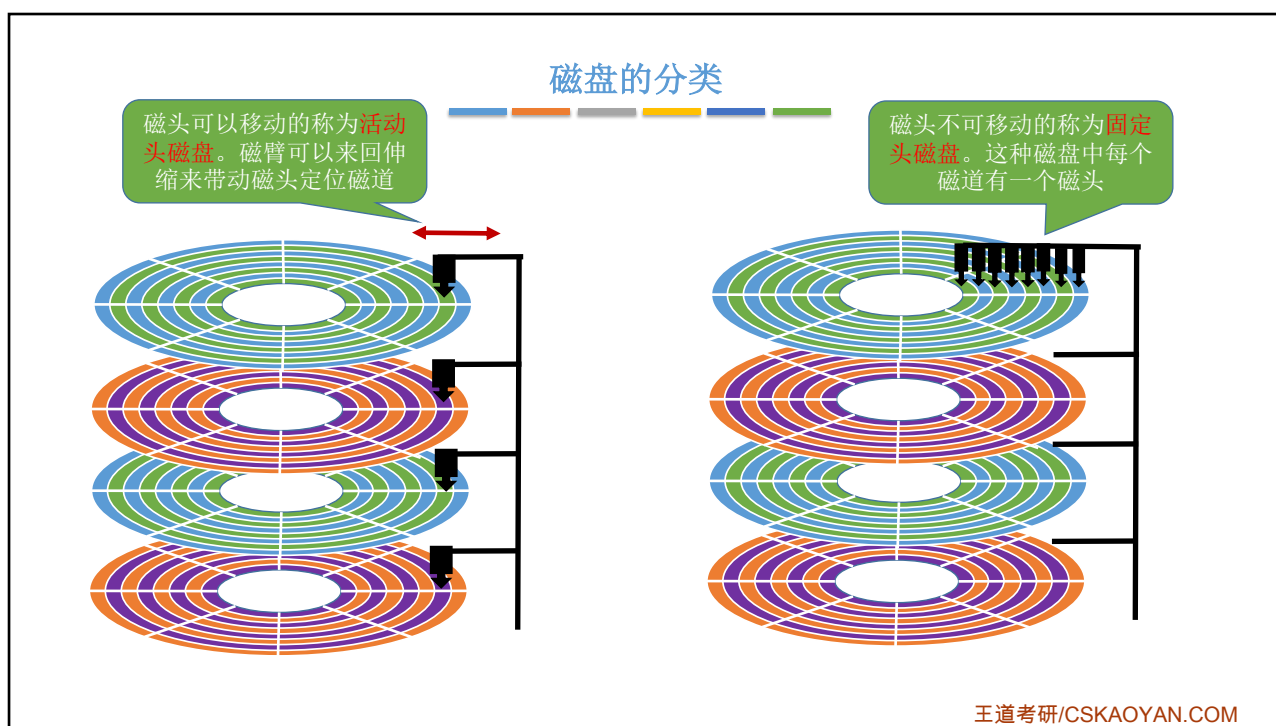 磁盘的分类
磁头可以移动的称为活动
头磁盘。磁臂可以来回伸
缩来带动磁头定位磁道
磁头不可移动的称为固定
头磁盘。这种磁盘中每个
磁道有一个磁头
王道考研/CSKAOYAN.COM